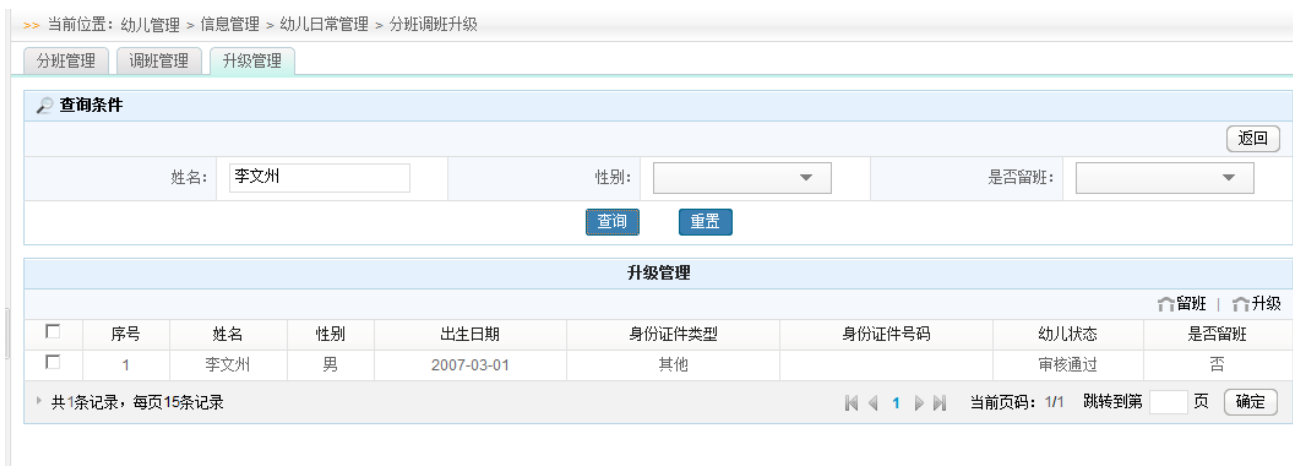 >> 当前位置：幼儿管理 > 信息管理 > 幼儿日常管理 > 分班调班升级
分班管理 调班管理 升级管理
查询条件
返回
姓名： 李文州 性别： 是否留班：
查询 重置
升级管理
留班 | 升级
序号 姓名 性别 出生日期 身份证件类型 身份证件号码 幼儿状态 是否留班
1 李文州 男 2007-03-01 其他 审核通过 否
共1条记录，每页15条记录 1 当前页码：1/1 跳转到第 页 确定